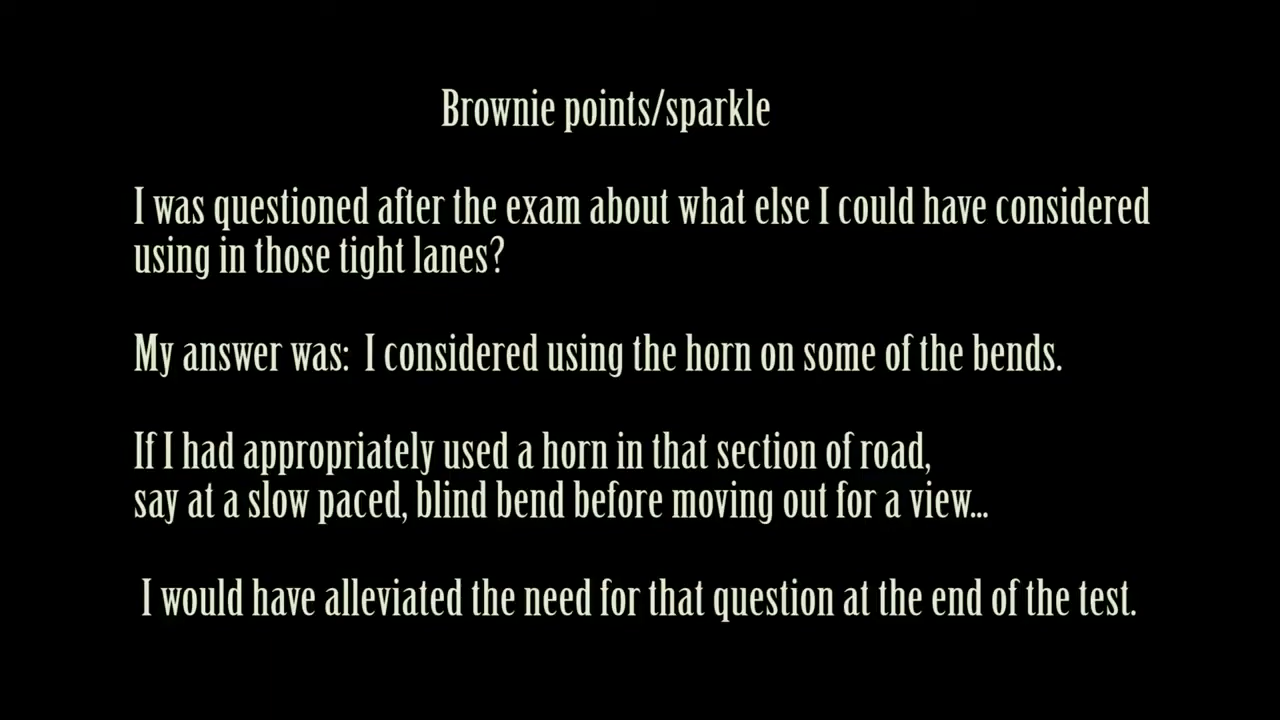 Brownie points/sparkle
I was questioned after the exam about what else I could have considered
using in those tight lanes?
My answer was:  I considered using the horn on some of the bends.
If I had appropriately used a horn in that section of road,
say at a slow paced, blind bend before moving out for a view...
I would have alleviated the need for that question at the end of the test.